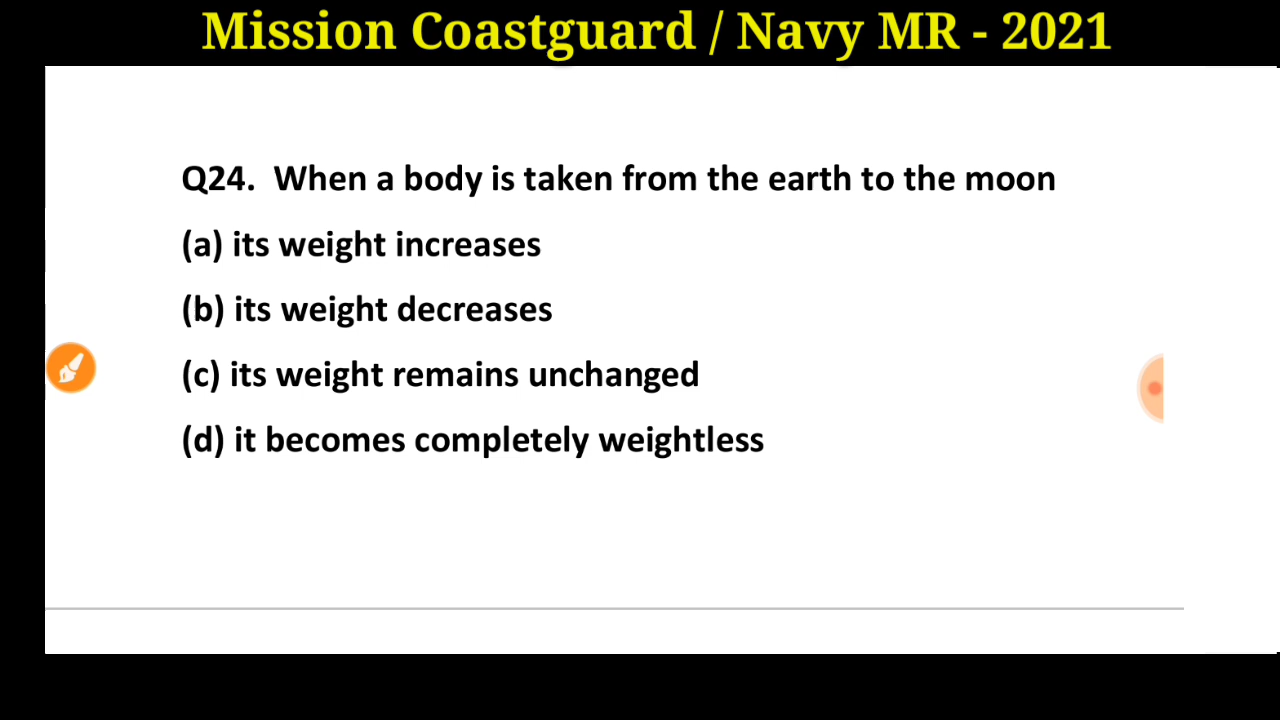 Mission Coastguard / Navy MR - 2021
Q24. When a body is taken from the earth to the moon
(a) its weight increases
(b) its weight decreases
(c) its weight remains unchanged
(d) it becomes completely weightless